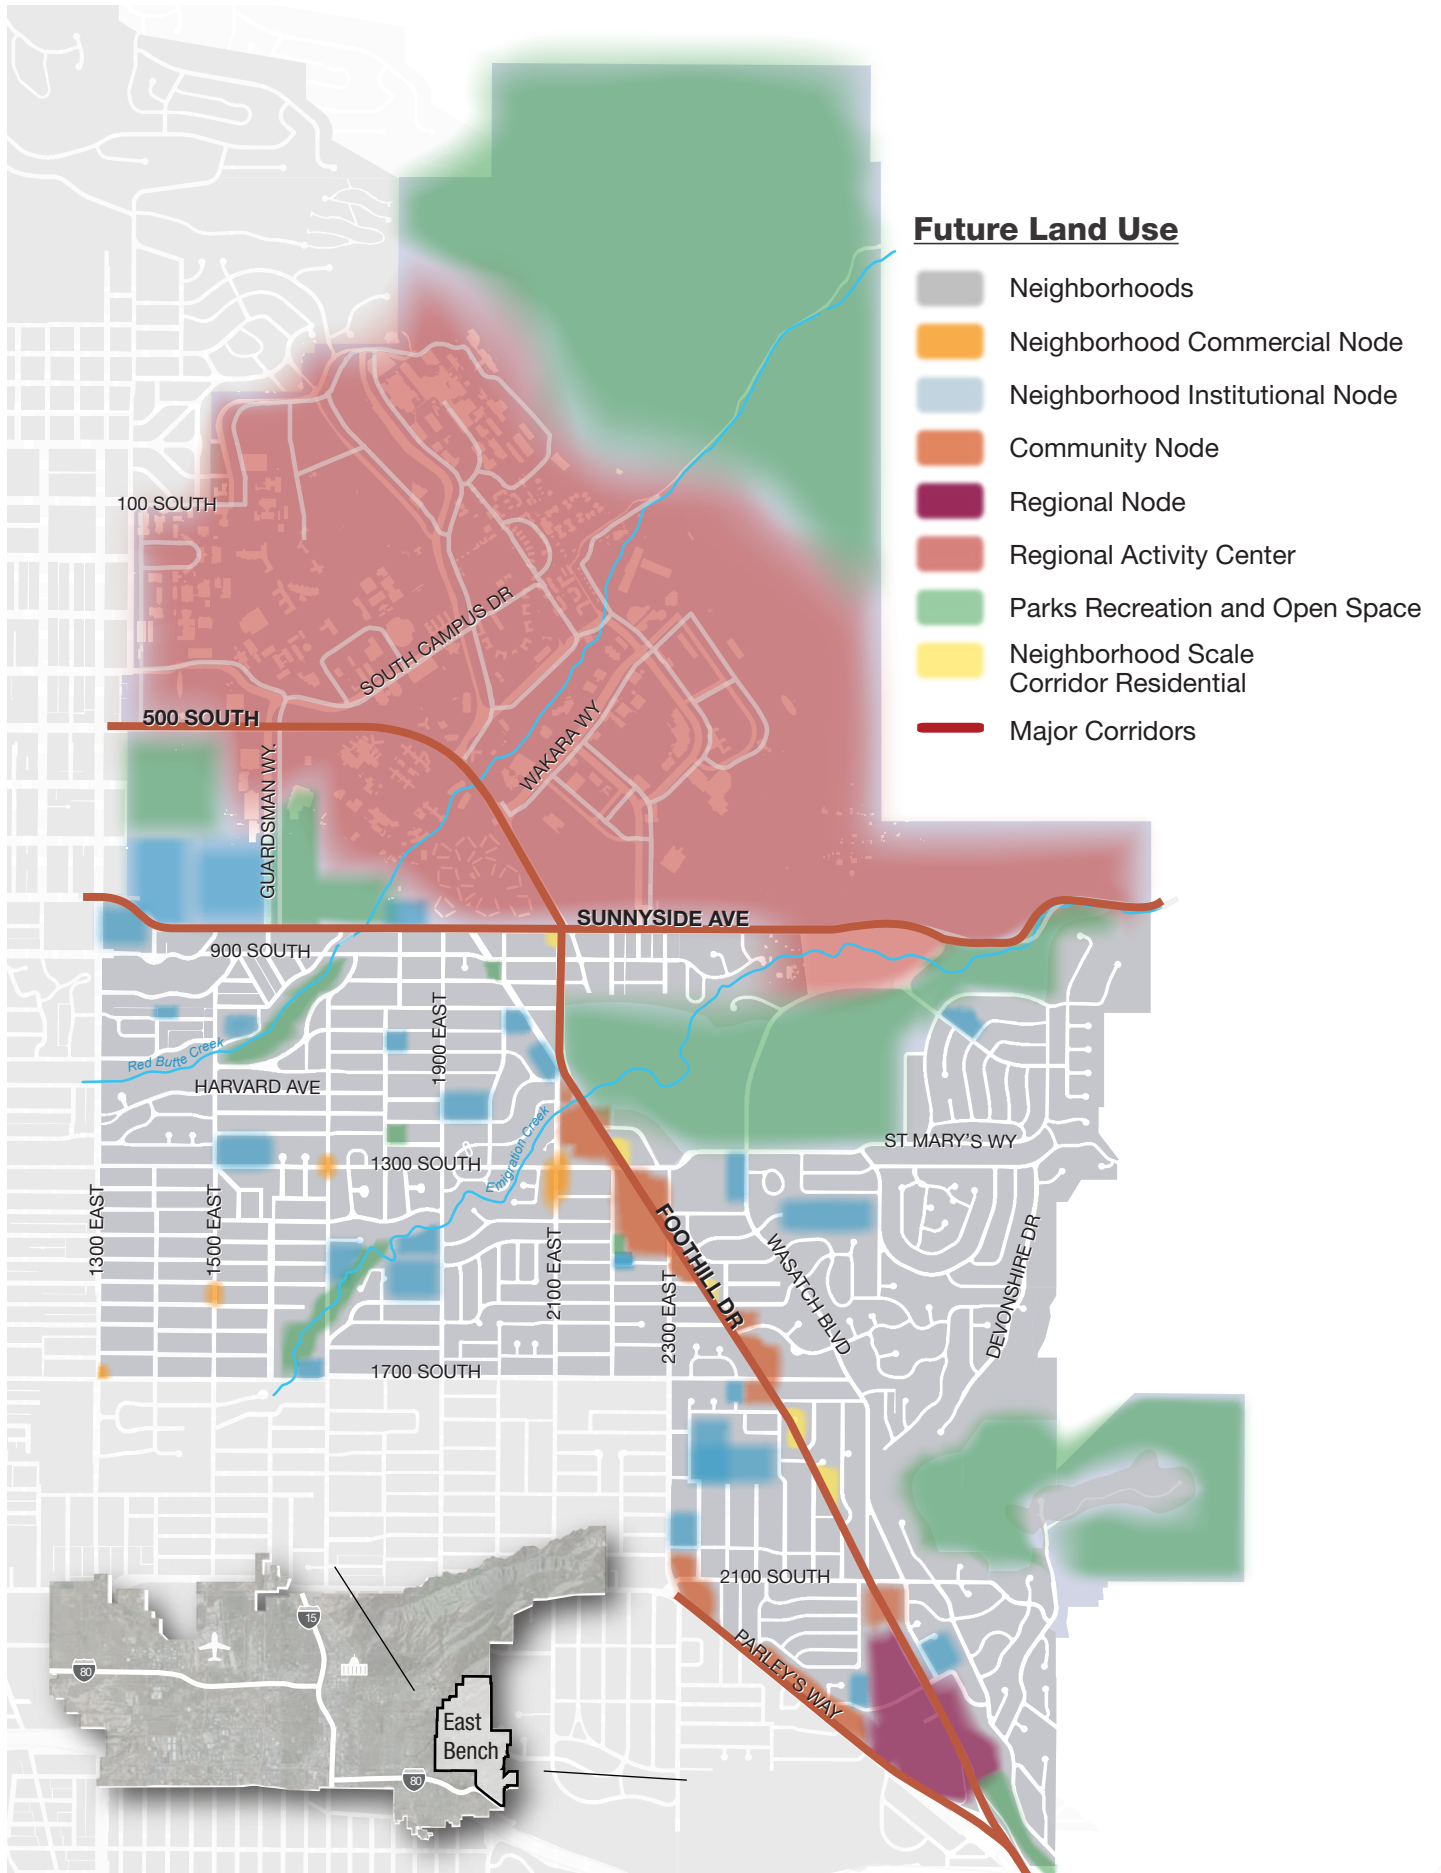 Future Land Use
Neighborhoods
Neighborhood Commercial Node
Neighborhood Institutional Node
Community Node
Regional Node
Regional Activity Center
Parks Recreation and Open Space
Neighborhood Scale
Corridor Residential
Major Corridors
100 SOUTH
SOUTH CAMPUS DR
500 SOUTH
WAKARA WY
GUARDSMAN WY.
SUNNYSIDE AVE
900 SOUTH
1900 EAST
Red Butte Creek
HARVARD AVE
Emigration Creek
ST MARY'S WY
1300 SOUTH
1300 EAST
1500 EAST
2100 EAST
FOOTHILL DR
2300 EAST
WASATCH BLVD
DEVONSHIRE DR
1700 SOUTH
2100 SOUTH
PARLEY'S WAY
15
80
East
Bench
80